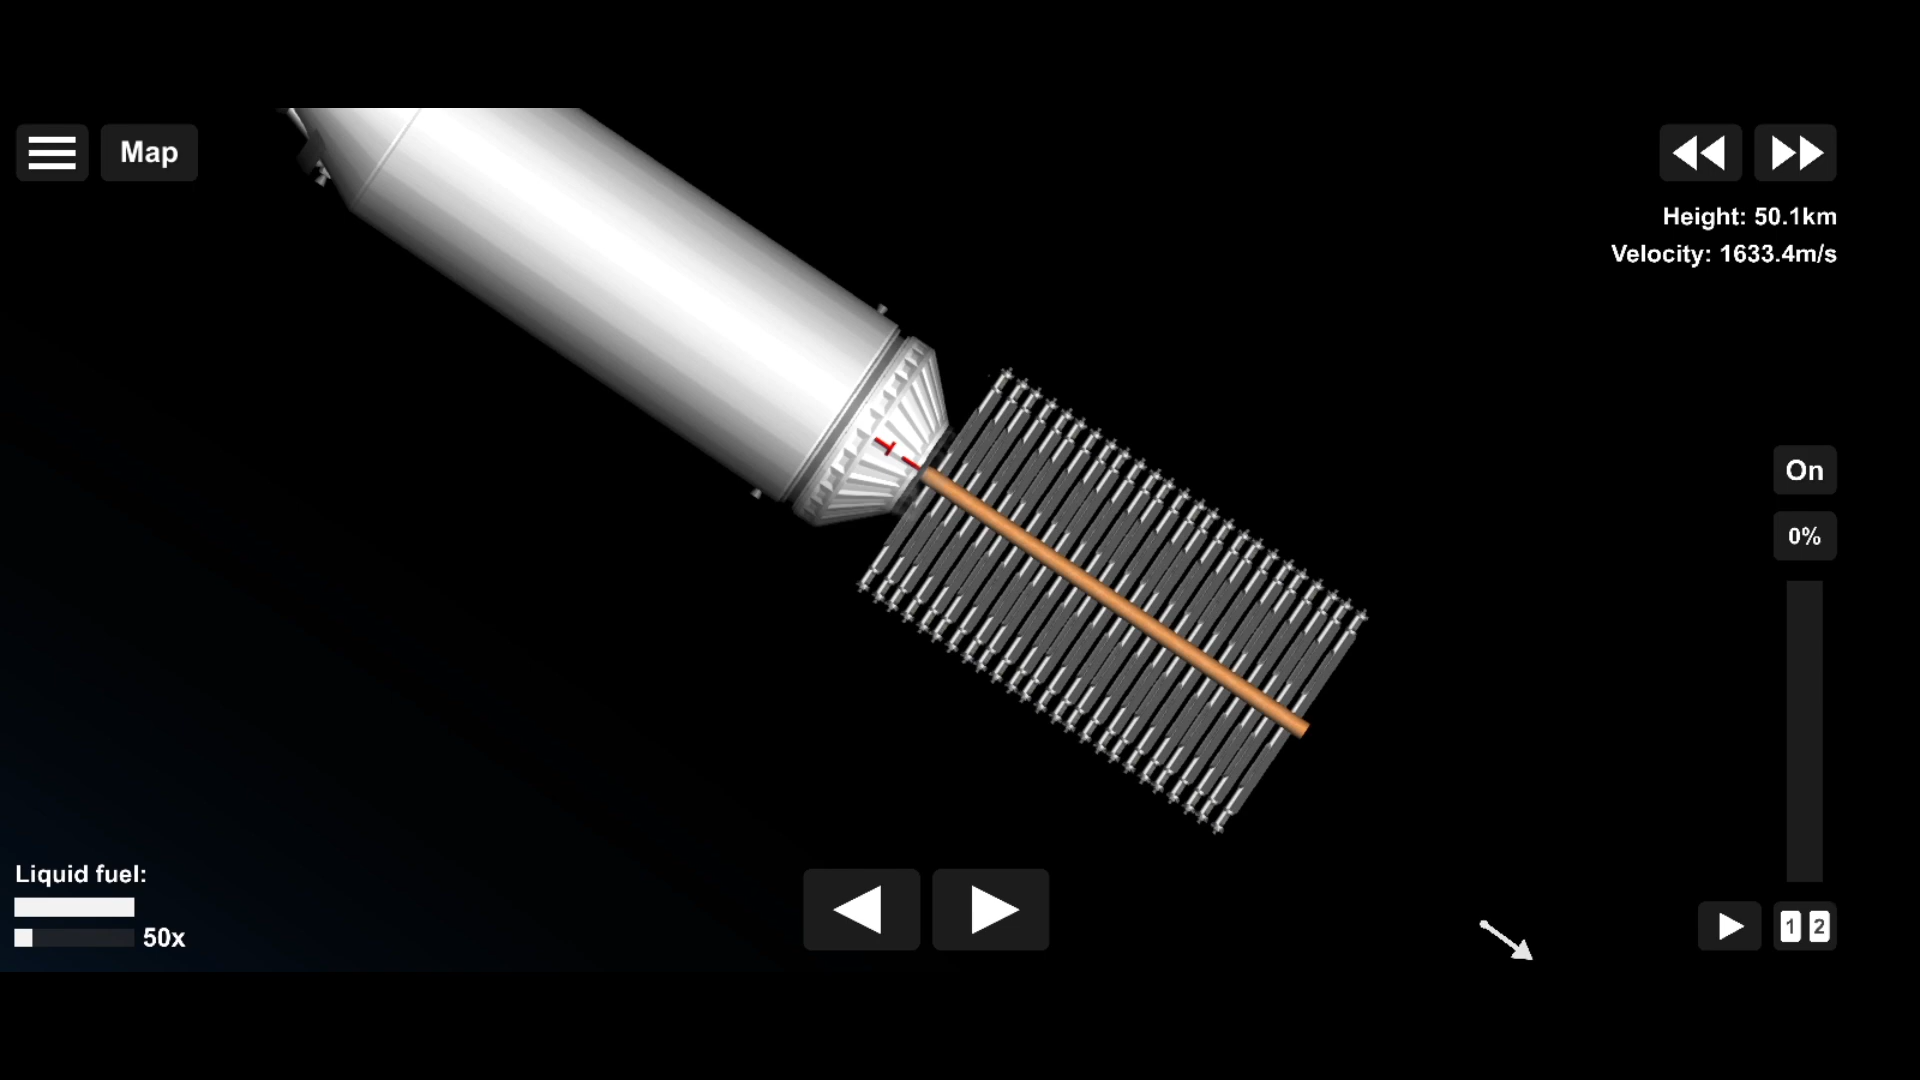 Map
Height: 50.1km
Velocity: 1633.4m/s
On
0%
Liquid fuel:
50x
1 2